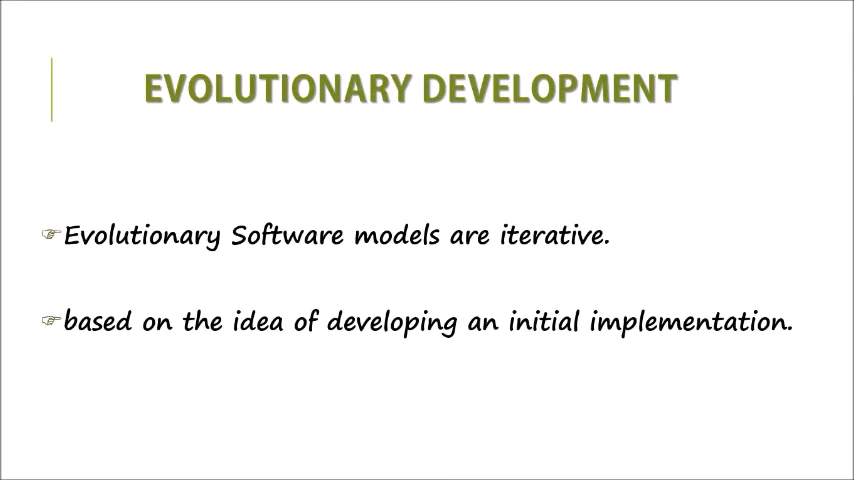 EVOLUTIONARY DEVELOPMENT
Evolutionary Software models are iterative.
based on the idea of developing an initial implementation.